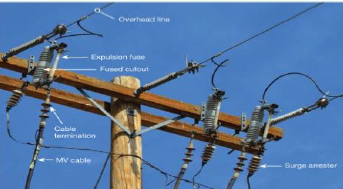 Overhead line
Expulsion fuse
Fused cutout
Cable
termination
MV cable
Surge arrester